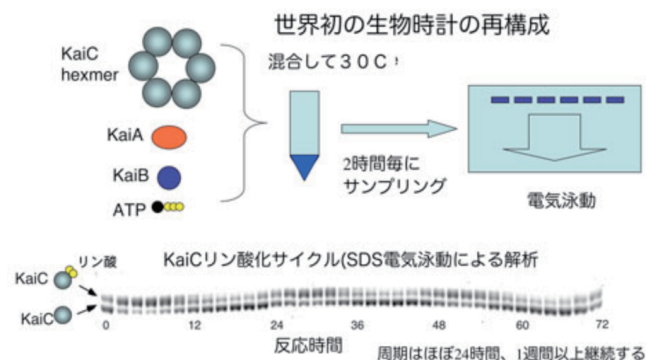 世界初の生物時計の再構成
KaiC
hexmer
混合して30C
KaiA
KaiB
ATP
2時間毎に
サンプリング
電気泳動
リン酸
KaiCリン酸化サイクル(SDS電気泳動による解析
KaiC
KaiC
0 12 24 36 48 60 72
反応時間
周期はほぼ24時間、1週間以上継続する